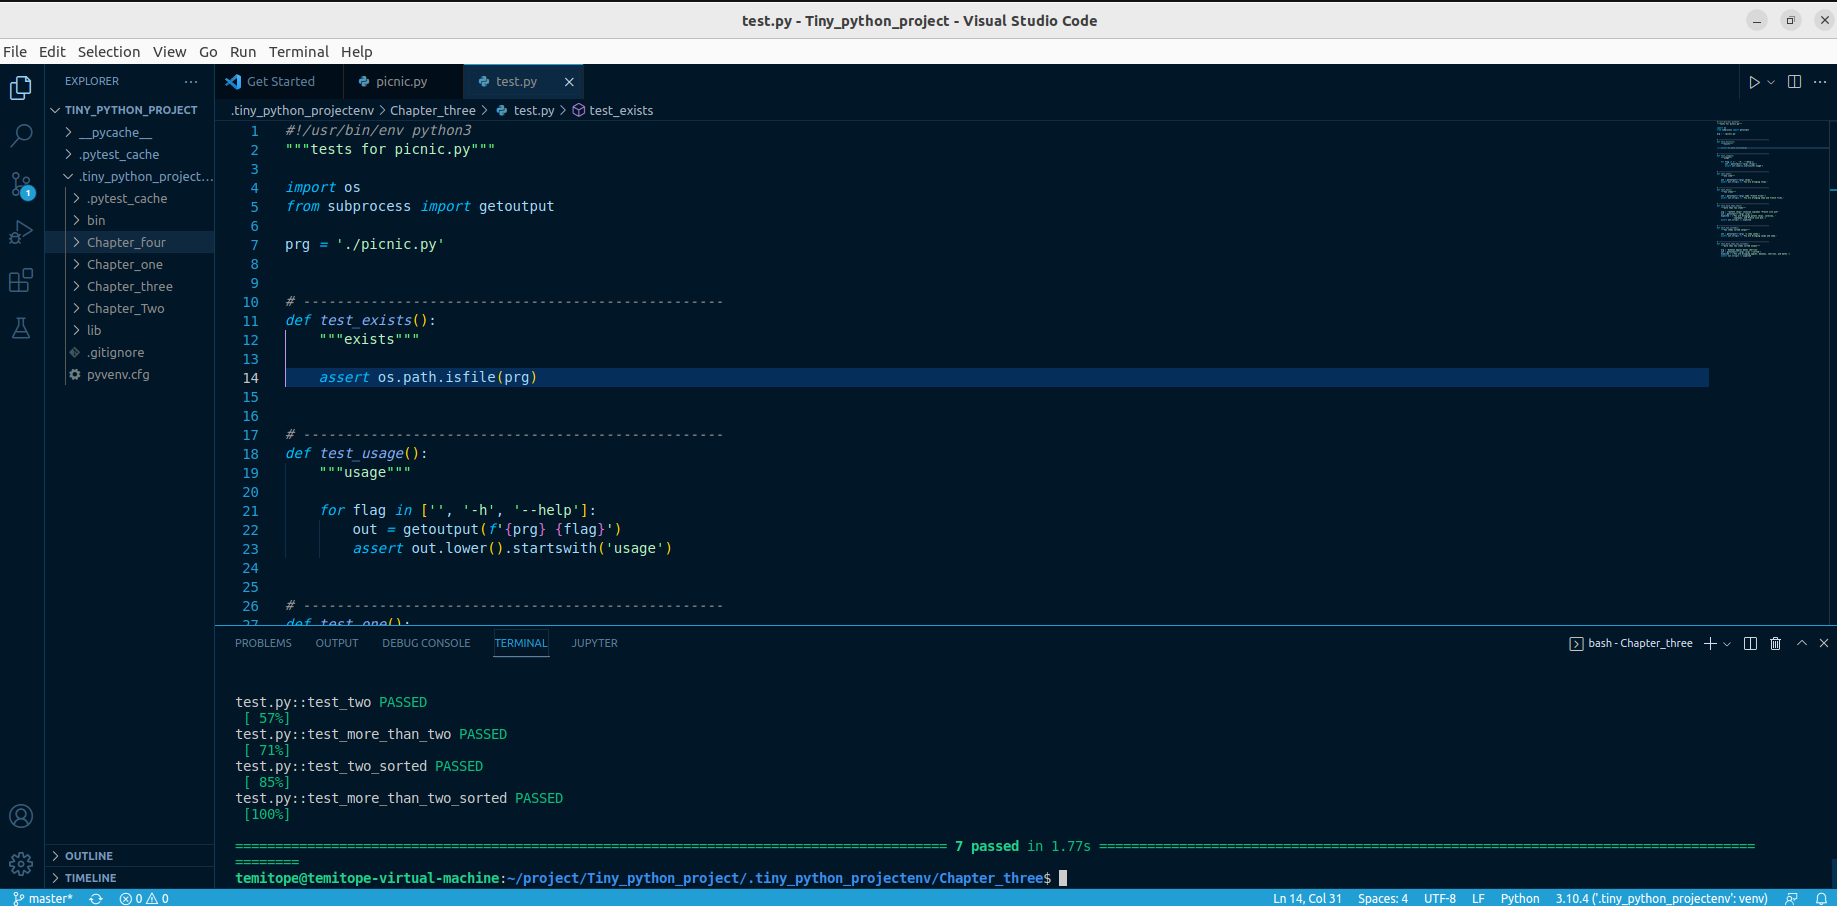 test.py - Tiny_python_project - Visual Studio Code
File Edit Selection View Go Run Terminal Help
EXPLORER
TINY_PYTHON_PROJECT
__pycache__
.pytest_cache
.tiny_python_project...
.pytest_cache
bin
Chapter_four
Chapter_one
Chapter_three
Chapter_Two
lib
.gitignore
pyvenv.cfg
OUTLINE
TIMELINE
1
Get Started picnic.py test.py
.tiny_python_projectenv > Chapter_three > test.py > test_exists
1 #!/usr/bin/env python3
2 """tests for picnic.py"""
3
4 import os
5 from subprocess import getoutput
6
7 prg = './picnic.py'
8
9
10 # --------------------------------------------------
11 def test_exists():
12 """exists"""
13
14 assert os.path.isfile(prg)
15
16
17 # --------------------------------------------------
18 def test_usage():
19 """usage"""
20
21 for flag in ['', '-h', '--help']:
22 out = getoutput(f'{prg} {flag}')
23 assert out.lower().startswith('usage')
24
25
26 # --------------------------------------------------
27 def test_one():
PROBLEMS OUTPUT DEBUG CONSOLE TERMINAL JUPYTER
bash - Chapter_three
test.py::test_two PASSED
[ 57%]
test.py::test_more_than_two PASSED
[ 71%]
test.py::test_two_sorted PASSED
[ 85%]
test.py::test_more_than_two_sorted PASSED
[100%]
========================================================================================= 7 passed in 1.77s ==================================================================================
========
temitope@temitope-virtual-machine:~/project/Tiny_python_project/.tiny_python_projectenv/Chapter_three$
master* 0 0 Ln 14, Col 31 Spaces: 4 UTF-8 LF Python 3.10.4 ('.tiny_python_projectenv': venv)